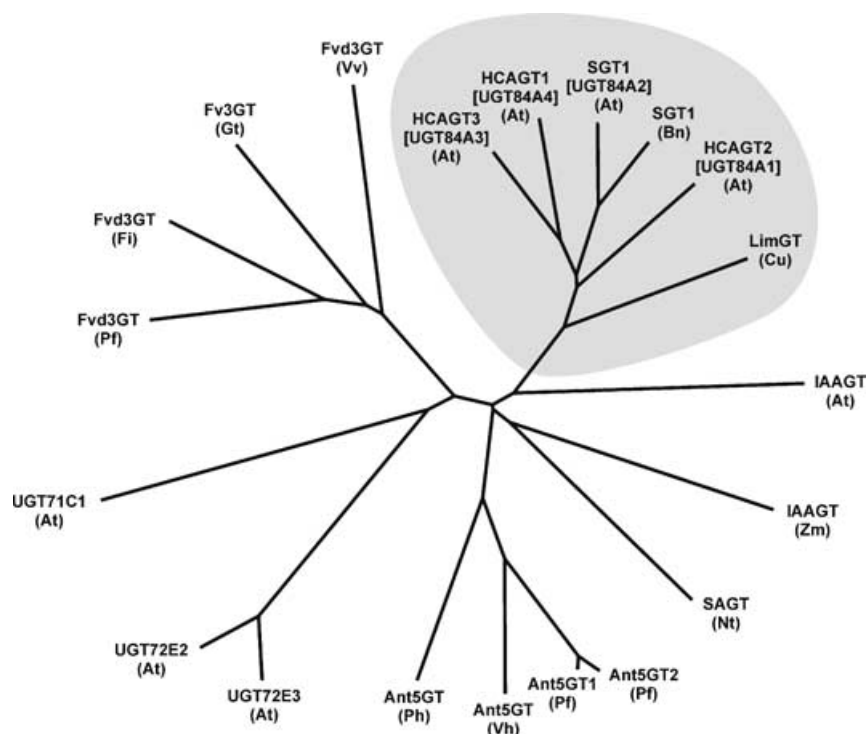 Fvd3GT
(Vv)
Fv3GT
(Gt)
Fvd3GT
(Fi)
Fvd3GT
(Pf)
HCAGT3
[UGT84A3]
(At)
HCAGT1
[UGT84A4]
(At)
SGT1
[UGT84A2]
(At)
SGT1
(Bn)
HCAGT2
[UGT84A1]
(At)
LimGT
(Cu)
IAAGT
(At)
IAAGT
(Zm)
SAGT
(Nt)
Ant5GT2
(Pf)
Ant5GT1
(Pf)
Ant5GT
(Vh)
Ant5GT
(Ph)
UGT72E3
(At)
UGT72E2
(At)
UGT71C1
(At)